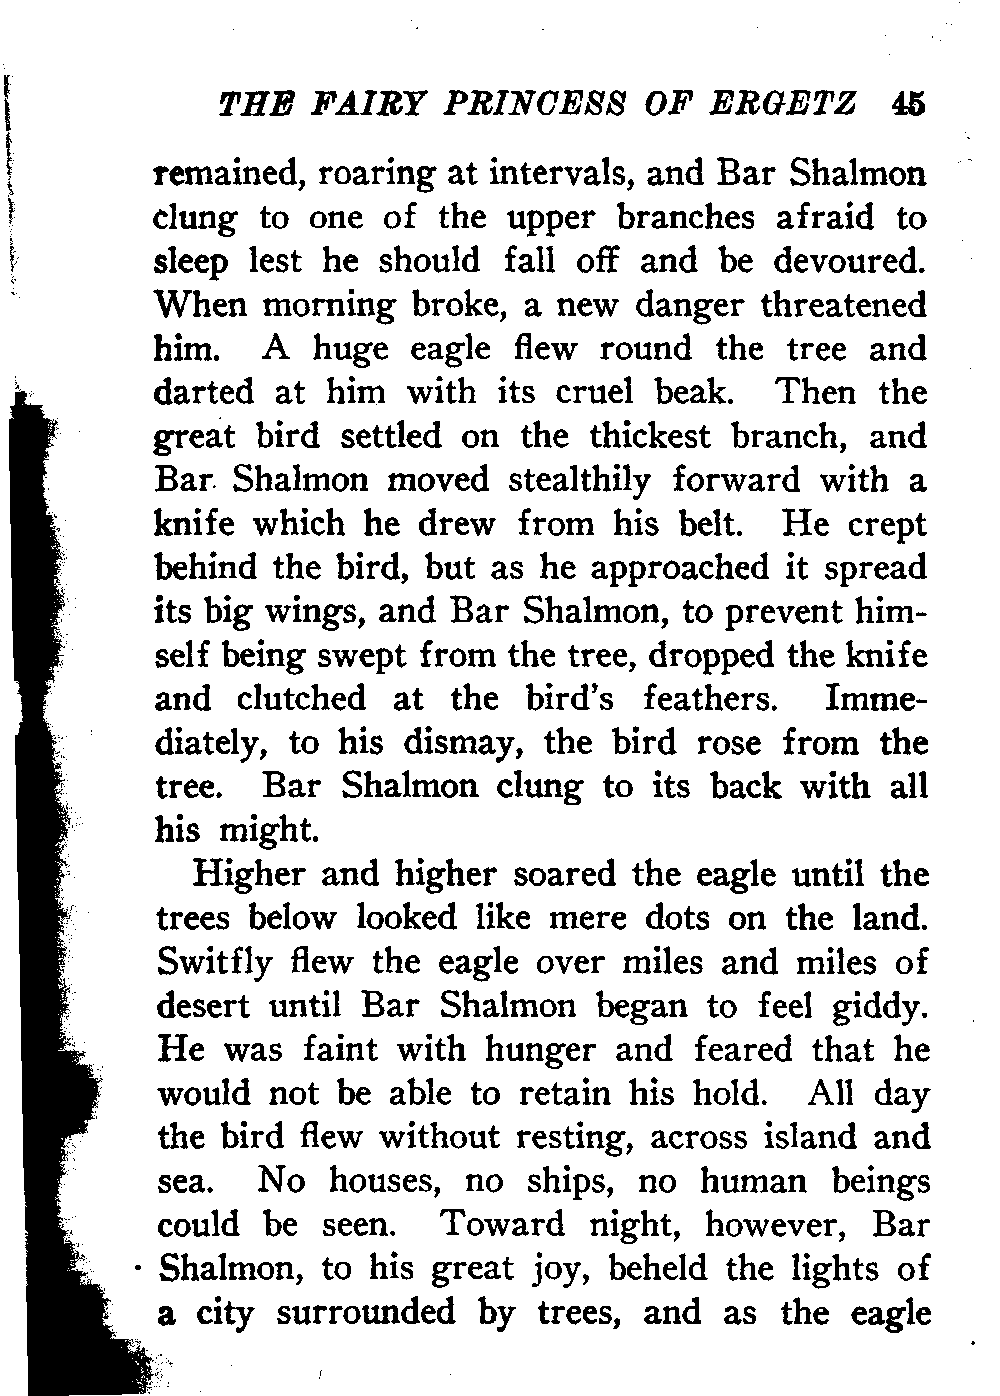 THE FAIRY PRINCESS OF ERGETZ 45
remained, roaring at intervals, and Bar Shalmon
clung to one of the upper branches afraid to
sleep lest he should fall off and be devoured.
When morning broke, a new danger threatened
him. A huge eagle flew round the tree and
darted at him with its cruel beak. Then the
great bird settled on the thickest branch, and
Bar Shalmon moved stealthily forward with a
knife which he drew from his belt. He crept
behind the bird, but as he approached it spread
its big wings, and Bar Shalmon, to prevent him-
self being swept from the tree, dropped the knife
and clutched at the bird's feathers. Imme-
diately, to his dismay, the bird rose from the
tree. Bar Shalmon clung to its back with all
his might.
Higher and higher soared the eagle until the
trees below looked like mere dots on the land.
Switfly flew the eagle over miles and miles of
desert until Bar Shalmon began to feel giddy.
He was faint with hunger and feared that he
would not be able to retain his hold. All day
the bird flew without resting, across island and
sea. No houses, no ships, no human beings
could be seen. Toward night, however, Bar
Shalmon, to his great joy, beheld the lights of
a city surrounded by trees, and as the eagle